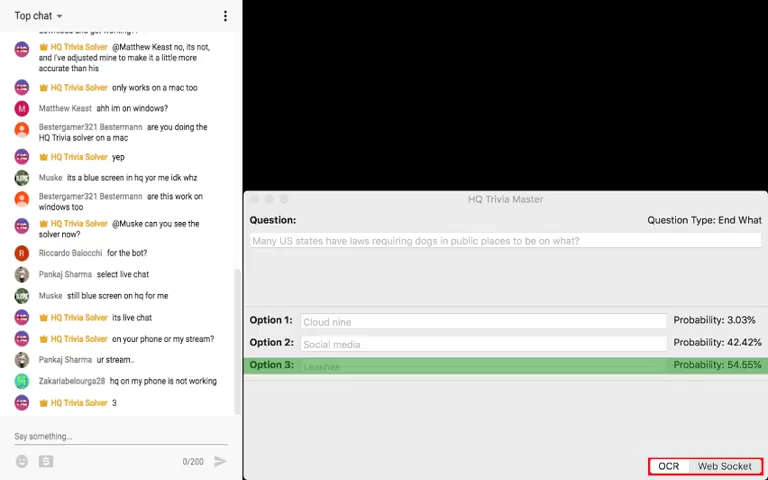 Top chat
HQ Trivia Solver @Matthew Keast no, its not,
and I've adjusted mine to make it a little more
accurate than his
HQ Trivia Solver only works on a mac too
M
Matthew Keast ahh im on windows?
Bestergamer321 Bestermann are you doing the
HQ Trivia solver on a mac
HQ Trivia Solver yep
Muske its a blue screen in hq yor me idk whz
Bestergamer321 Bestermann are this work on
windows too
HQ Trivia Solver @Muske can you see the
solver now?
R
Riccardo Baiocchi for the bot?
Pankaj Sharma select live chat
Muske still blue screen on hq for me
HQ Trivia Solver its live chat
HQ Trivia Solver on your phone or my stream?
Pankaj Sharma ur stream..
Zakariabelourga28 hq on my phone is not working
HQ Trivia Solver 3
Say something...
0/200
HQ Trivia Master
Question:
Question Type: End What
Many US states have laws requiring dogs in public places to be on what?
Option 1: Cloud nine Probability: 3.03%
Option 2: Social media Probability: 42.42%
Option 3: Leashes Probability: 54.55%
OCR Web Socket